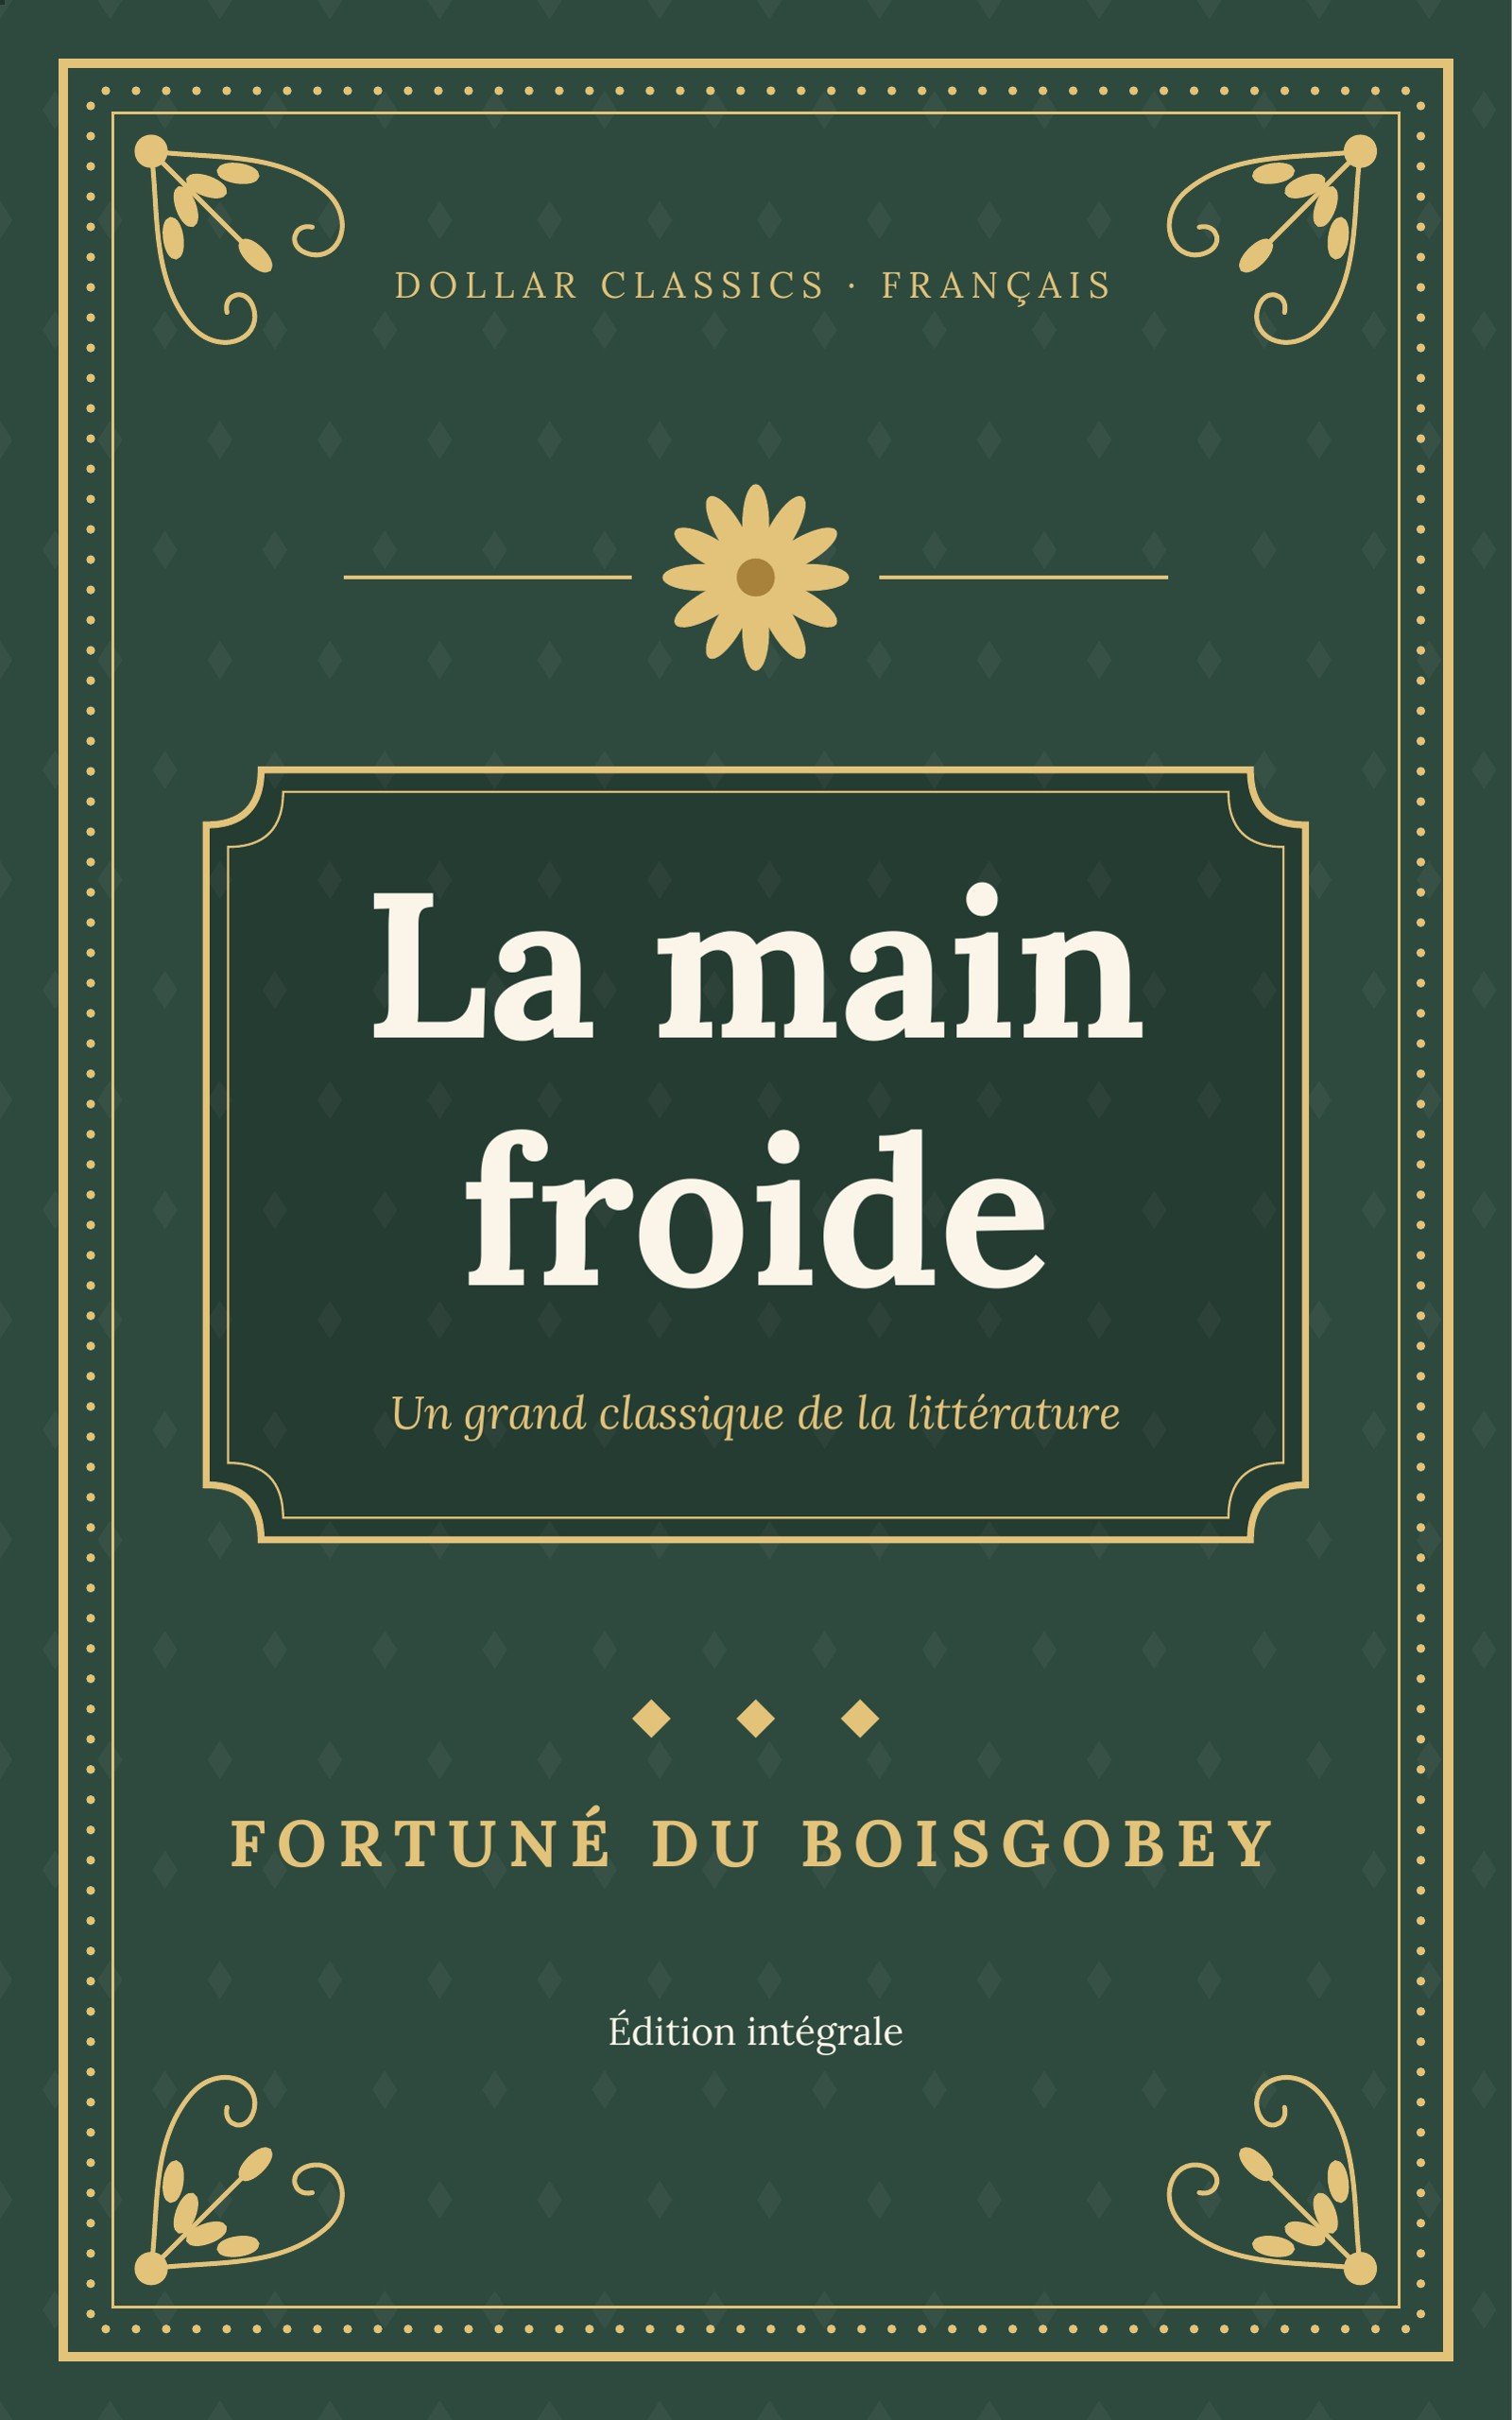 DOLLAR CLASSICS · FRANÇAIS
La main
froide
Un grand classique de la littérature
FORTUNÉ DU BOISGOBEY
Édition intégrale